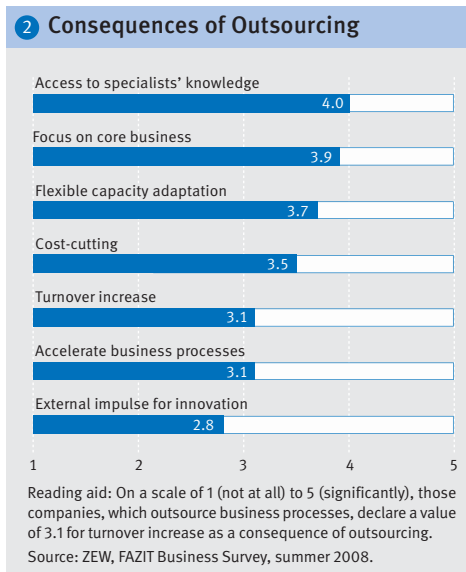 2 Consequences of Outsourcing
Access to specialists’ knowledge
4.0
Focus on core business
3.9
Flexible capacity adaptation
3.7
Cost-cutting
3.5
Turnover increase
3.1
Accelerate business processes
3.1
External impulse for innovation
2.8
1 2 3 4 5
Reading aid: On a scale of 1 (not at all) to 5 (significantly), those
companies, which outsource business processes, declare a value
of 3.1 for turnover increase as a consequence of outsourcing.
Source: ZEW, FAZIT Business Survey, summer 2008.